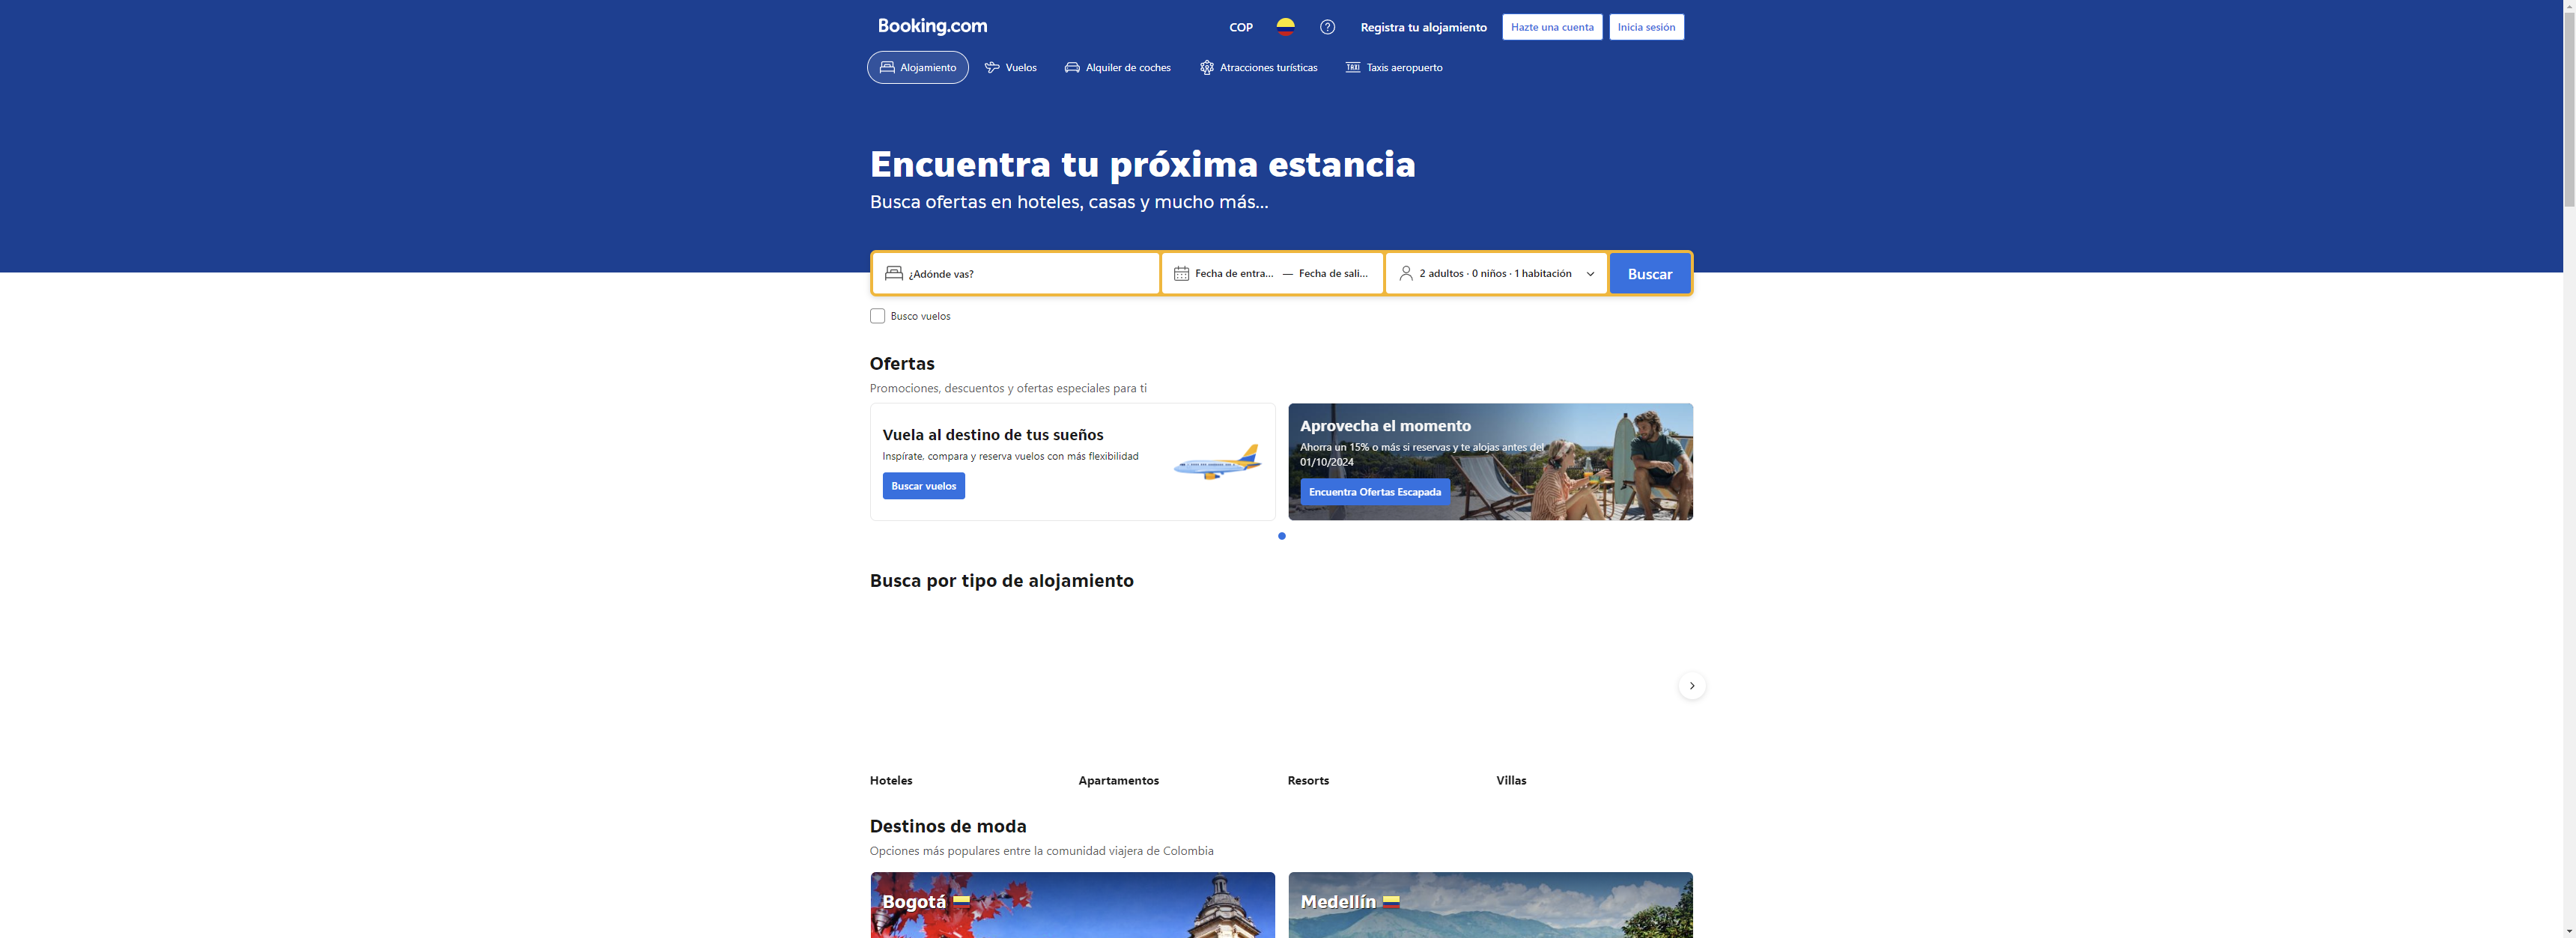 Booking.com
COP
Registra tu alojamiento
Hazte una cuenta
Inicia sesión
Alojamiento
Vuelos
Alquiler de coches
Atracciones turísticas
TAXI
Taxis aeropuerto
Encuentra tu próxima estancia
Busca ofertas en hoteles, casas y mucho más...
¿Adónde vas?
Fecha de entra... — Fecha de sali...
2 adultos · 0 niños · 1 habitación
Buscar
Busco vuelos
Ofertas
Promociones, descuentos y ofertas especiales para ti
Vuela al destino de tus sueños
Inspírate, compara y reserva vuelos con más flexibilidad
Buscar vuelos
Aprovecha el momento
Ahorra un 15% o más si reservas y te alojas antes del
01/10/2024
Encuentra Ofertas Escapada
Busca por tipo de alojamiento
Hoteles
Apartamentos
Resorts
Villas
Destinos de moda
Opciones más populares entre la comunidad viajera de Colombia
Bogotá
Medellín